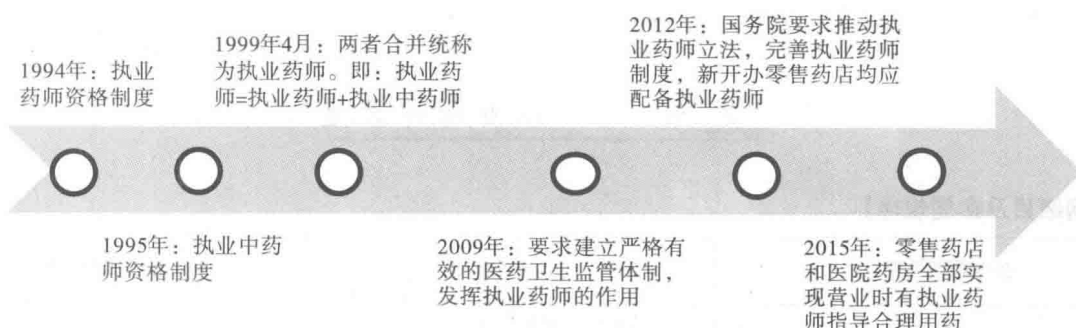 1994年：执业
药师资格制度
1999年4月：两者合并统称
为执业药师。即：执业药
师=执业药师+执业中药师
2012年：国务院要求推动执
业药师立法，完善执业药师
制度，新开办零售药店均应
配备执业药师
1995年：执业中药
师资格制度
2009年：要求建立严格有
效的医药卫生监管体制，
发挥执业药师的作用
2015年：零售药店
和医院药房全部实
现营业时有执业药
师指导合理用药